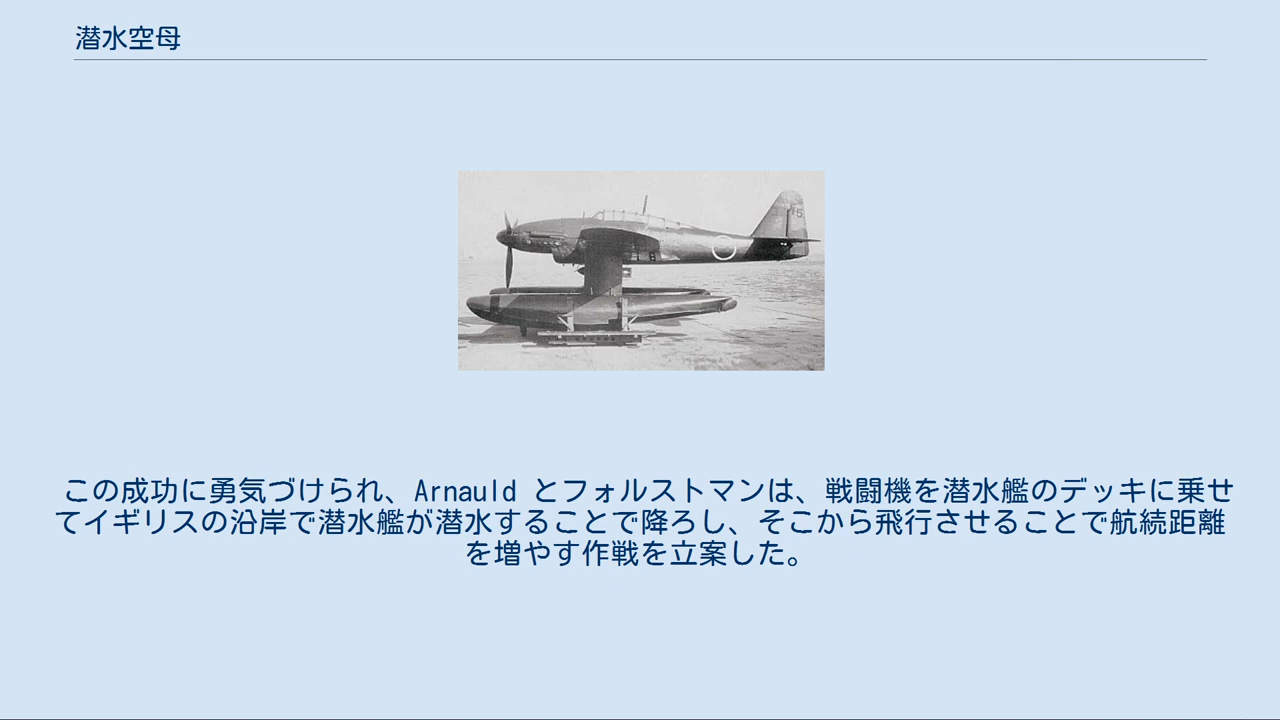 潜水空母
この成功に勇気づけられ、Arnauld とフォルストマンは、戦闘機を潜水艦のデッキに乗せ
てイギリスの沿岸で潜水艦が潜水することで降ろし、そこから飛行させることで航続距離
を増やす作戦を立案した。